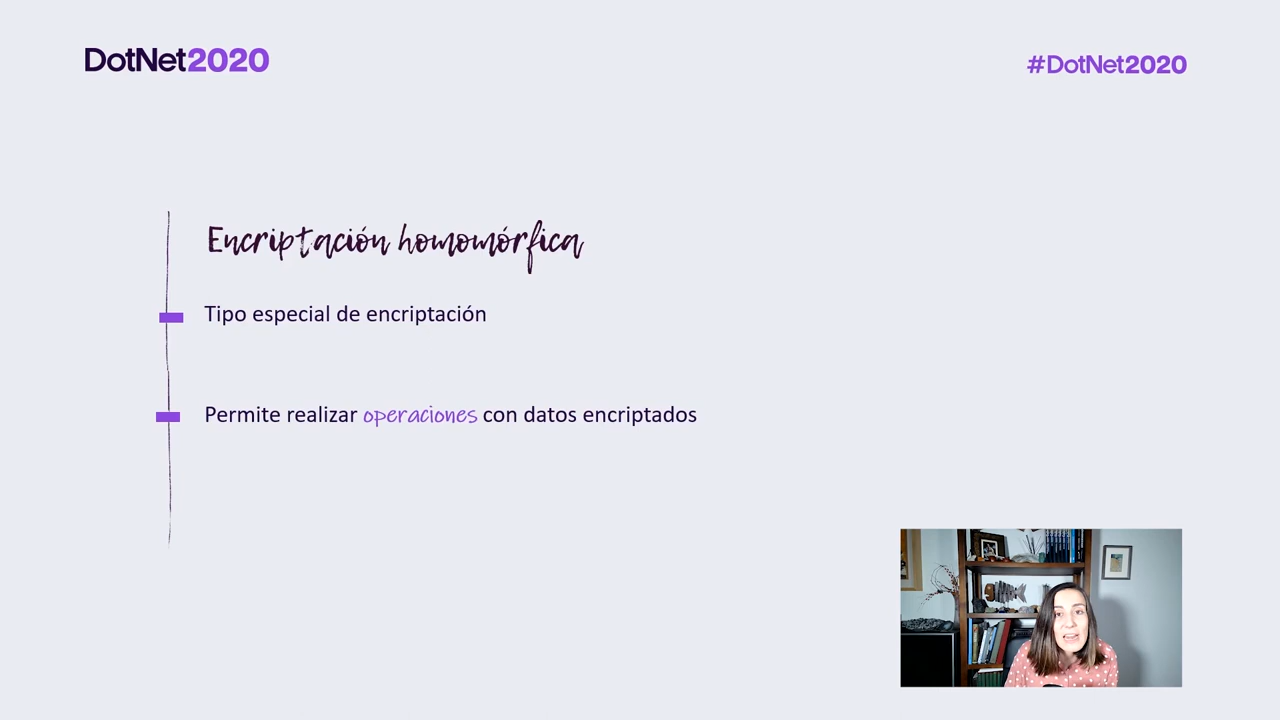 DotNet2020
#DotNet2020
Encriptación homomórfica
Tipo especial de encriptación
Permite realizar operaciones con datos encriptados